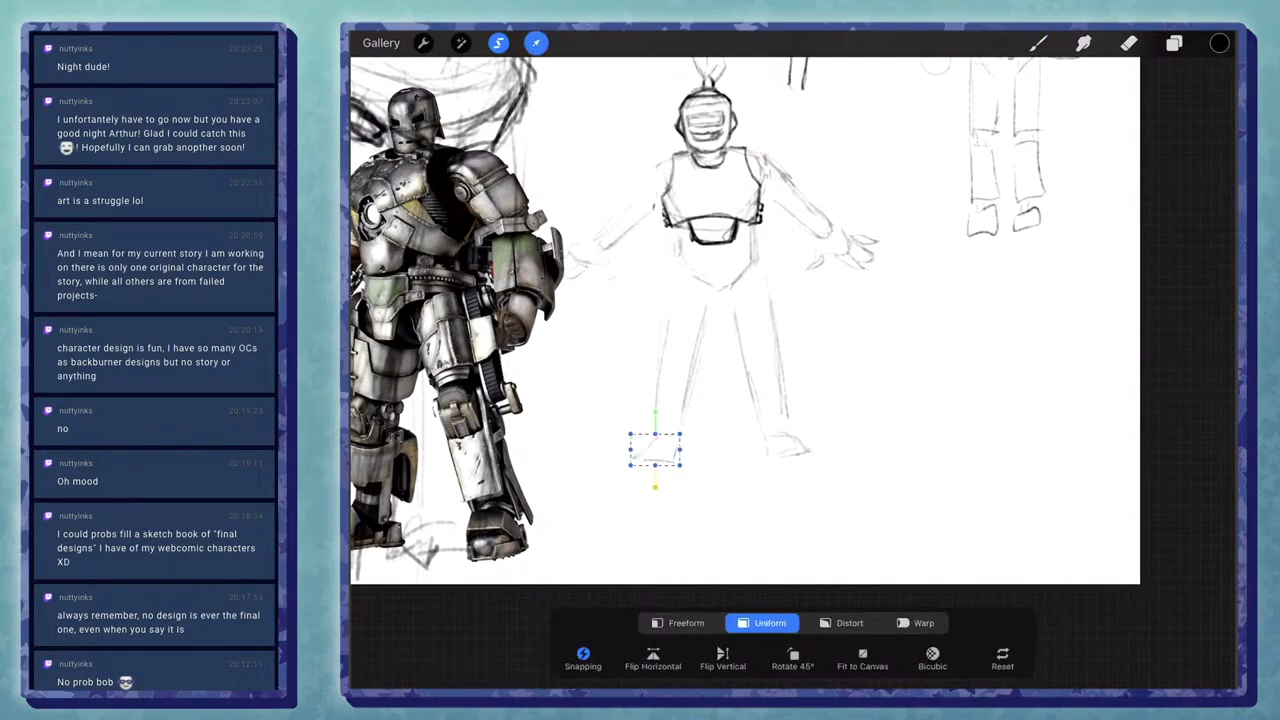 nuttyinks 20:23:25
Night dude!
nuttyinks 20:23:07
I unfortantely have to go now but you have a
good night Arthur! Glad I could catch this
! Hopefully I can grab anopther soon!
nuttyinks 20:22:31
art is a struggle lol
nuttyinks 20:20:59
And I mean for my current story I am working
on there is only one original character for the
story, while all others are from failed
projects-
nuttyinks 20:20:19
character design is fun, I have so many OCs
as backburner designs but no story or
anything
nuttyinks 20:19:23
no
nuttyinks 20:19:11
Oh mood
nuttyinks 20:18:34
I could probs fill a sketch book of "final
designs" I have of my webcomic characters
XD
nuttyinks 20:17:53
always remember, no design is ever the final
one, even when you say it is
nuttyinks 20:12:11
No prob bob
Gallery
Freeform Uniform Distort Warp
Snapping Flip Horizontal Flip Vertical Rotate 45° Fit to Canvas Bicubic Reset